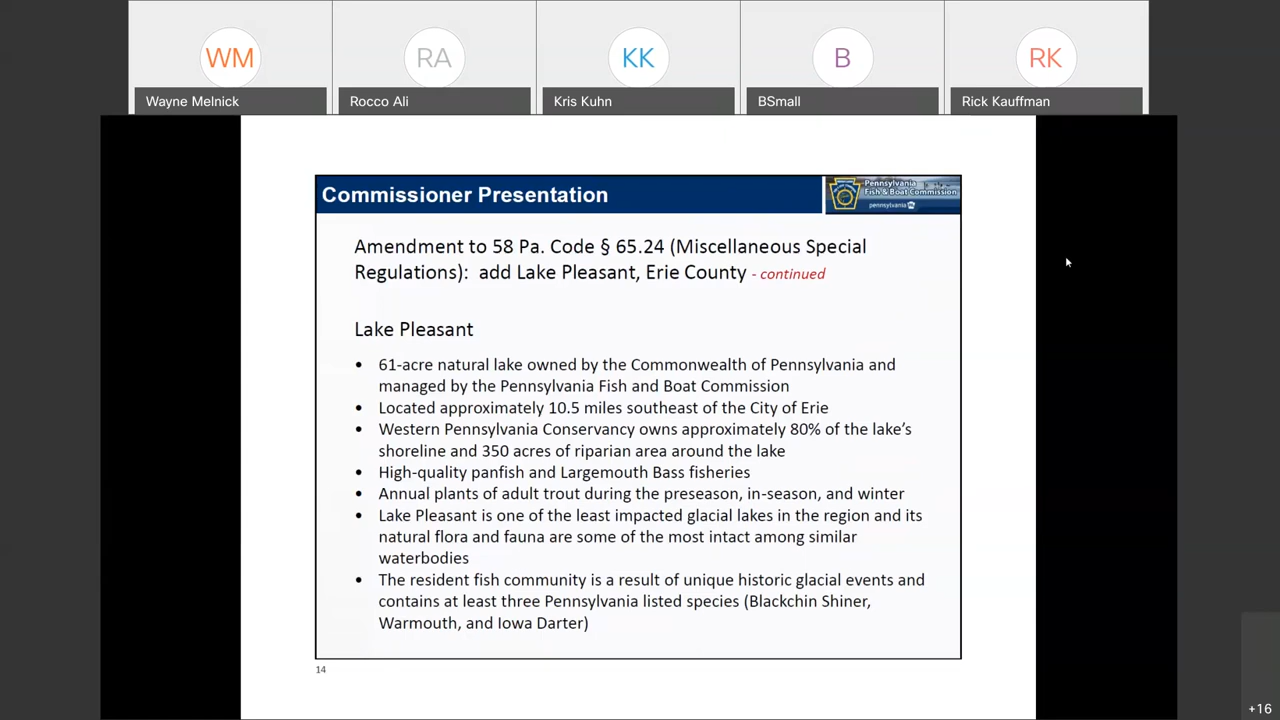 WM
RA
KK
B
RK
Wayne Melnick
Rocco Ali
Kris Kuhn
BSmall
Rick Kauffman
Commissioner Presentation
Pennsylvania
Fish & Boat Commission
pennsylvania
Amendment to 58 Pa. Code § 65.24 (Miscellaneous Special
Regulations): add Lake Pleasant, Erie County - continued
Lake Pleasant
• 61-acre natural lake owned by the Commonwealth of Pennsylvania and
managed by the Pennsylvania Fish and Boat Commission
• Located approximately 10.5 miles southeast of the City of Erie
• Western Pennsylvania Conservancy owns approximately 80% of the lake's
shoreline and 350 acres of riparian area around the lake
• High-quality panfish and Largemouth Bass fisheries
• Annual plants of adult trout during the preseason, in-season, and winter
• Lake Pleasant is one of the least impacted glacial lakes in the region and its
natural flora and fauna are some of the most intact among similar
waterbodies
• The resident fish community is a result of unique historic glacial events and
contains at least three Pennsylvania listed species (Blackchin Shiner,
Warmouth, and Iowa Darter)
14
+16